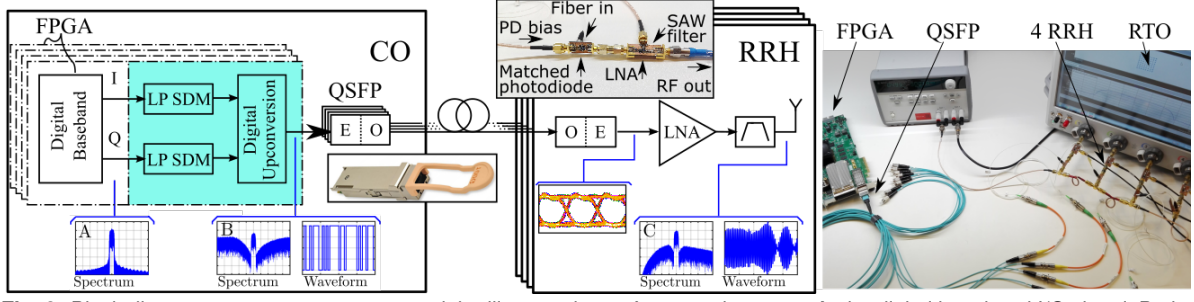 FPGA
CO
I
Digital Baseband
LP SDM
Q
LP SDM
Digital Upconversion
QSFP
E O
A
Spectrum
B
Spectrum
Waveform
PD bias
Fiber in
SAW filter
Matched photodiode
LNA
RF out
RRH
O E
LNA
C
Spectrum
Waveform
FPGA
QSFP
4 RRH
RTO